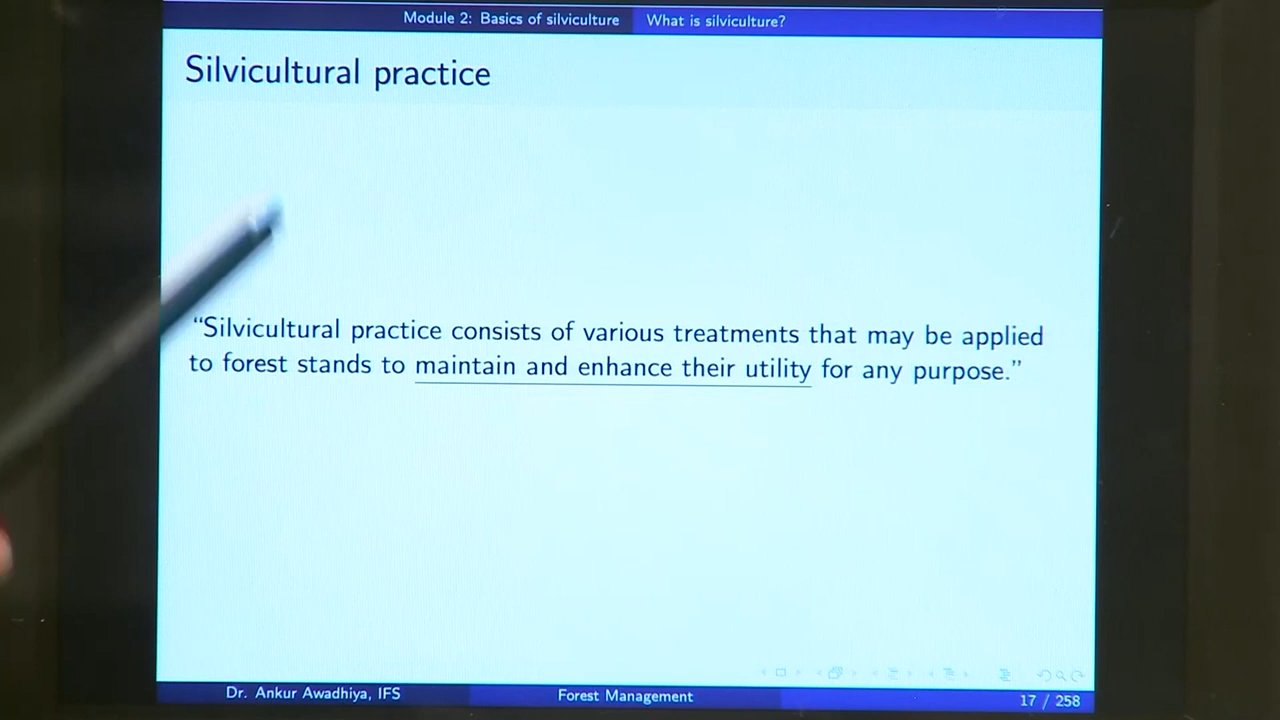 Module 2: Basics of silviculture What is silviculture?
Silvicultural practice
“Silvicultural practice consists of various treatments that may be applied
to forest stands to maintain and enhance their utility for any purpose.”
Dr. Ankur Awadhiya, IFS Forest Management 17 / 258